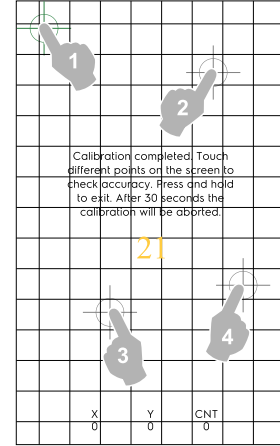 1
2
Calibration completed. Touch
different points on the screen to
check accuracy. Press and hold
to exit. After 30 seconds the
calibration will be aborted.
21
3
4
X Y CNT
0 0 0